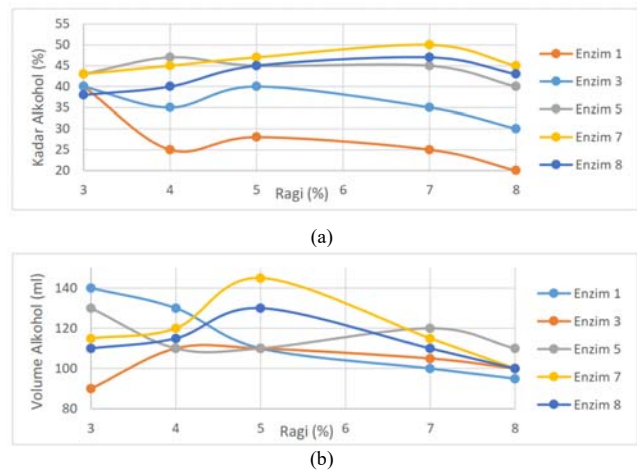 Kadar Alkohol (%)
50
45
40
35
30
25
20
3 4 5 6 7 8
Ragi (%)
Enzim 1
Enzim 3
Enzim 5
Enzim 7
Enzim 8
(a)
Volume Alkohol (ml)
140
120
100
80
3 4 5 6 7 8
Ragi (%)
Enzim 1
Enzim 3
Enzim 5
Enzim 7
Enzim 8
(b)